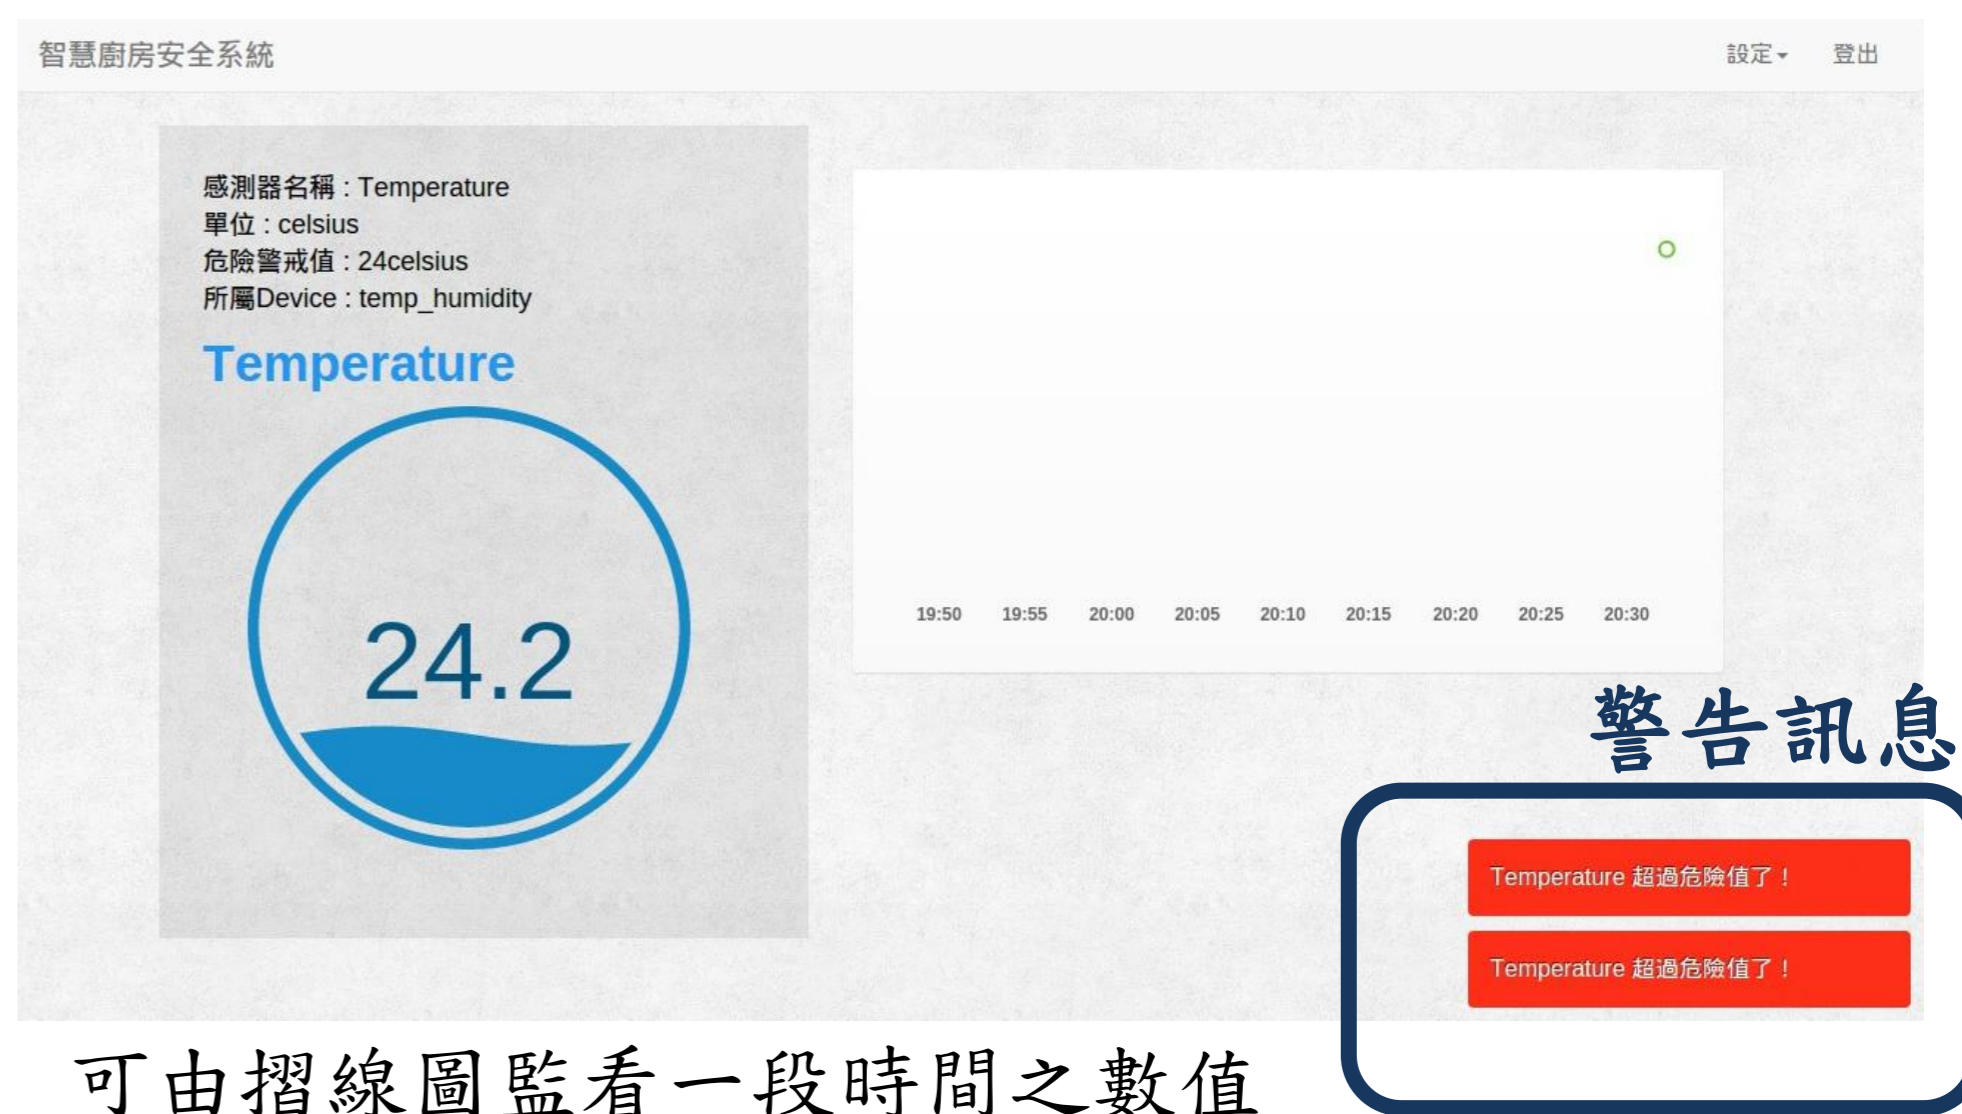 智慧廚房安全系統 設定 登出
感測器名稱 : Temperature
單位 : celsius
危險警戒值 : 24celsius
所屬Device : temp_humidity
Temperature
24.2
19:50 19:55 20:00 20:05 20:10 20:15 20:20 20:25 20:30
警告訊息
Temperature 超過危險值了！
Temperature 超過危險值了！
可由摺線圖監看一段時間之數值